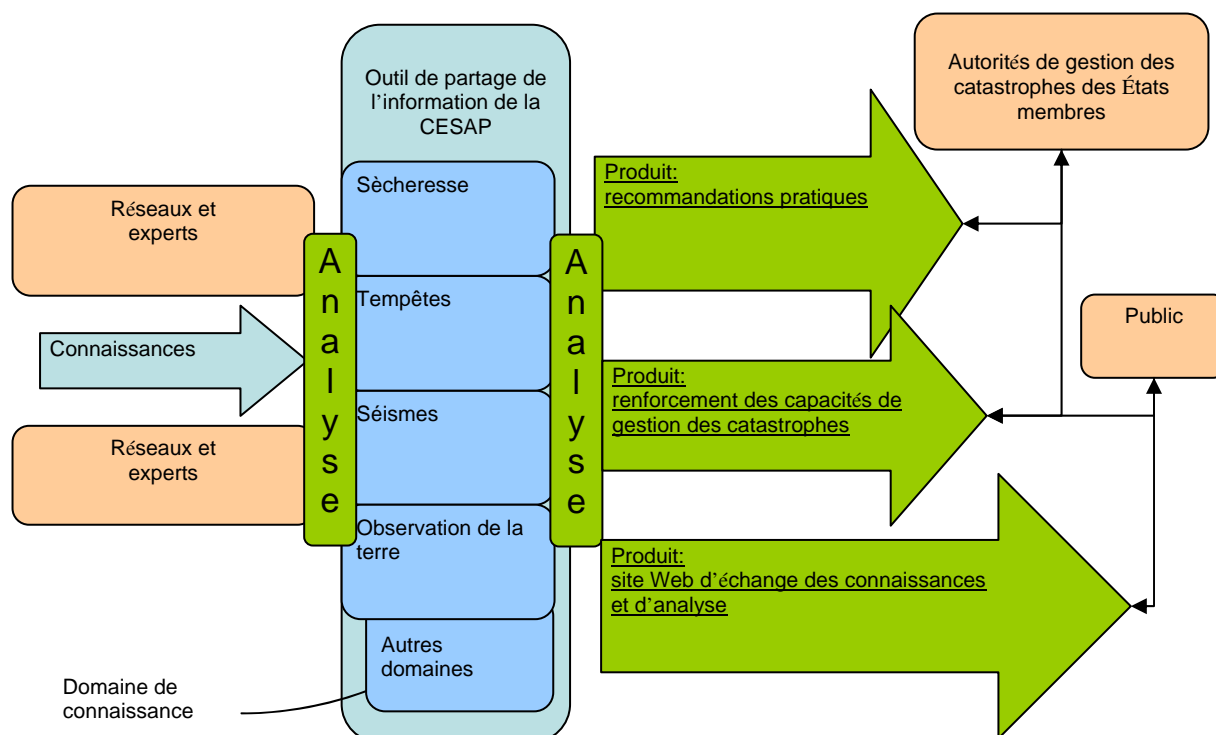 Réseaux et
experts
Connaissances
Réseaux et
experts
Analyse
Outil de partage de
l’information de la
CESAP
Sècheresse
Tempêtes
Séismes
Observation de la
terre
Autres
domaines
Domaine de
connaissance
Analyse
Produit:
recommandations pratiques
Produit:
renforcement des capacités de
gestion des catastrophes
Produit:
site Web d’échange des connaissances
et d’analyse
Autorités de gestion des
catastrophes des États
membres
Public